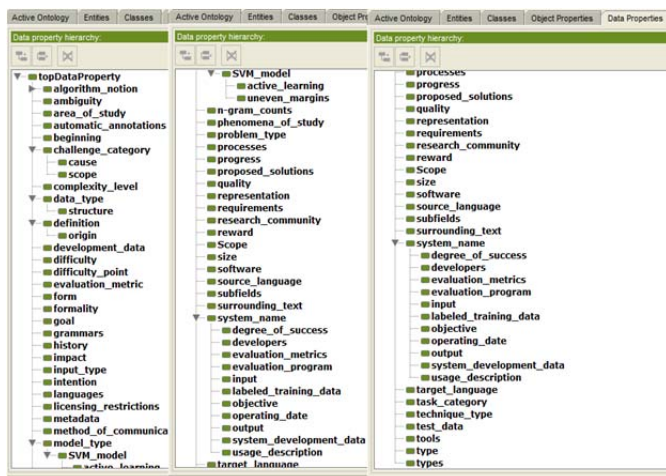 Active Ontology Entities Classes
Data property hierarchy:
topDataProperty
algorithm_notion
ambiguity
area_of_study
automatic_annotations
beginning
challenge_category
cause
scope
complexity_level
data_type
structure
definition
origin
development_data
difficulty
difficulty_point
evaluation_metric
form
formality
goal
grammars
history
impact
input_type
intention
languages
licensing_restrictions
metadata
method_of_communica
model_type
SVM_model
active_learning
Active Ontology Entities Classes Object Pr
Data property hierarchy:
SVM_model
active_learning
uneven_margins
n-gram_counts
phenomena_of_study
problem_type
processes
progress
proposed_solutions
quality
representation
requirements
research_community
reward
Scope
size
software
source_language
subfields
surrounding_text
system_name
degree_of_success
developers
evaluation_metrics
evaluation_program
input
labeled_training_data
objective
operating_date
output
system_development_data
usage_description
target_language
Active Ontology Entities Classes Object Properties Data Properties
Data property hierarchy:
processes
progress
proposed_solutions
quality
representation
requirements
research_community
reward
Scope
size
software
source_language
subfields
surrounding_text
system_name
degree_of_success
developers
evaluation_metrics
evaluation_program
input
labeled_training_data
objective
operating_date
output
system_development_data
usage_description
target_language
task_category
technique_type
test_data
tools
type
types